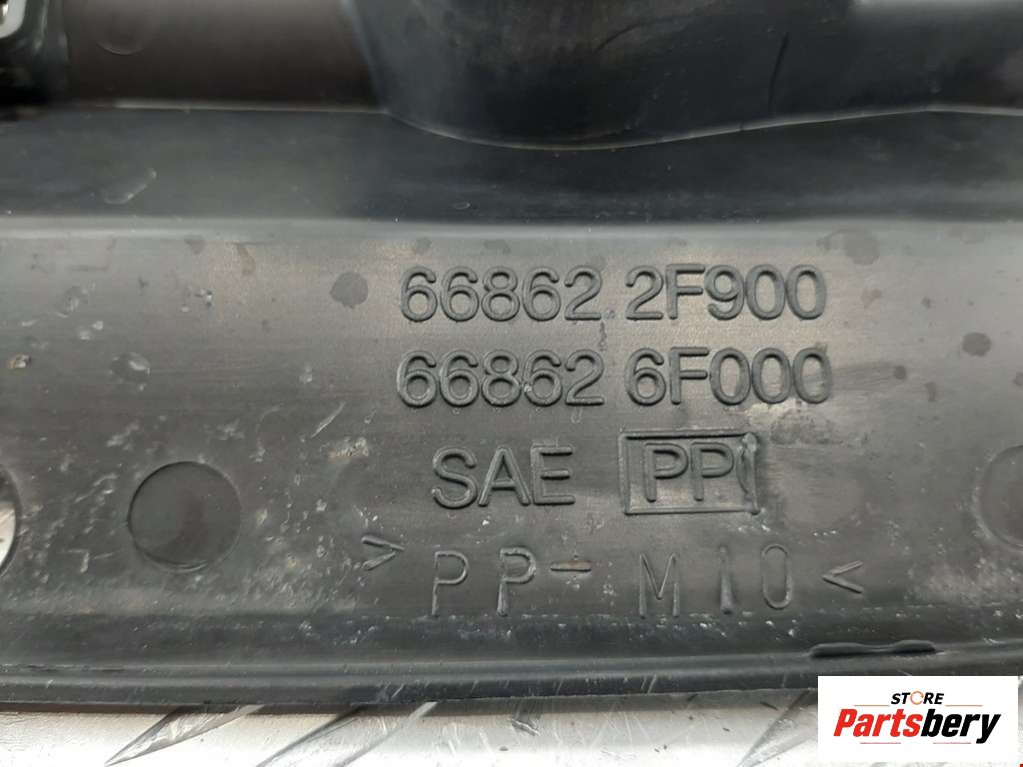 66862 2F900
66862 6F000
SAE PP
>PP-M10<
STORE
Partsbery